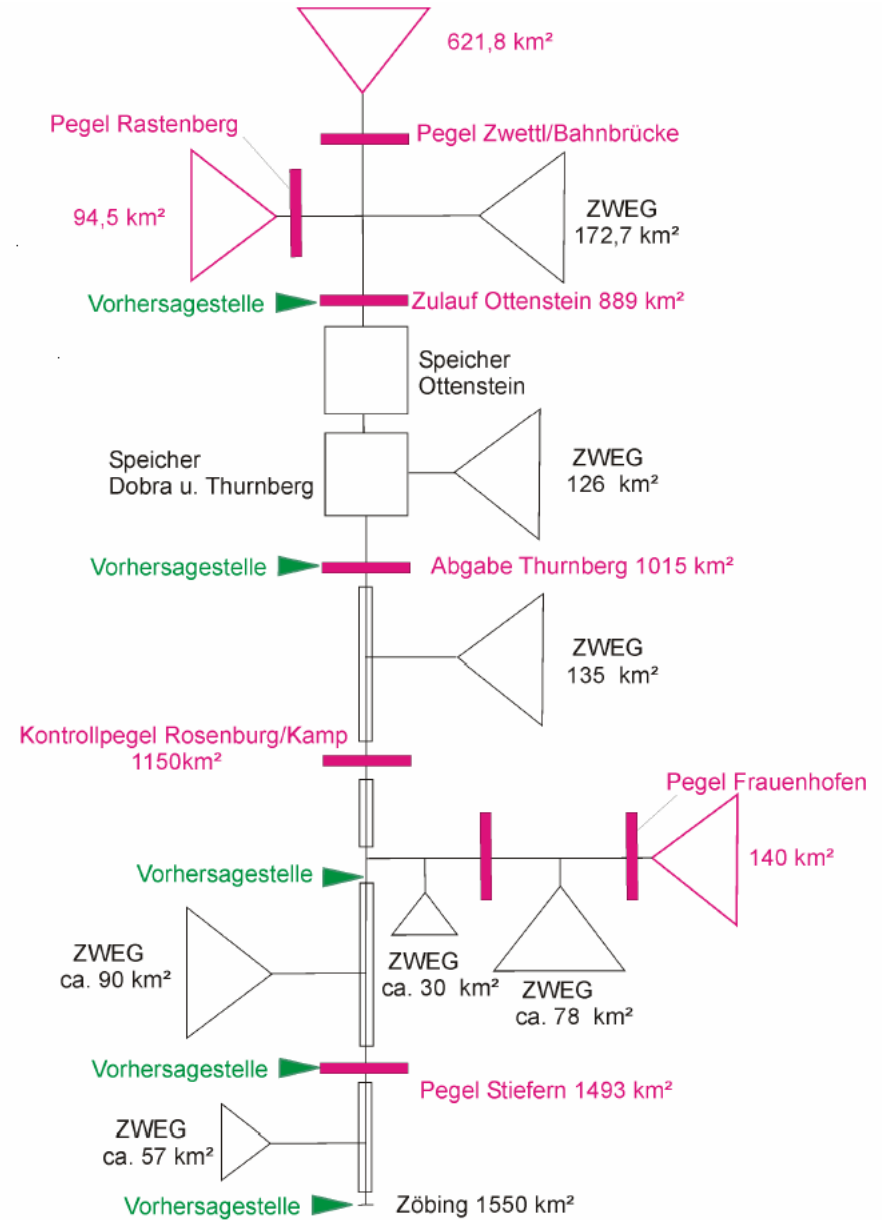 621,8 km²
Pegel Rastenberg
Pegel Zwettl/Bahnbrücke
94,5 km²
ZWEG
172,7 km²
Vorhersagestelle
Zulauf Ottenstein 889 km²
Speicher
Ottenstein
Speicher
Dobra u. Thurnberg
ZWEG
126 km²
Vorhersagestelle
Abgabe Thurnberg 1015 km²
ZWEG
135 km²
Kontrollpegel Rosenburg/Kamp
1150km²
Pegel Frauenhofen
140 km²
Vorhersagestelle
ZWEG
ca. 90 km²
ZWEG
ca. 30 km²
ZWEG
ca. 78 km²
Vorhersagestelle
Pegel Stiefern 1493 km²
ZWEG
ca. 57 km²
Vorhersagestelle
Zöbing 1550 km²